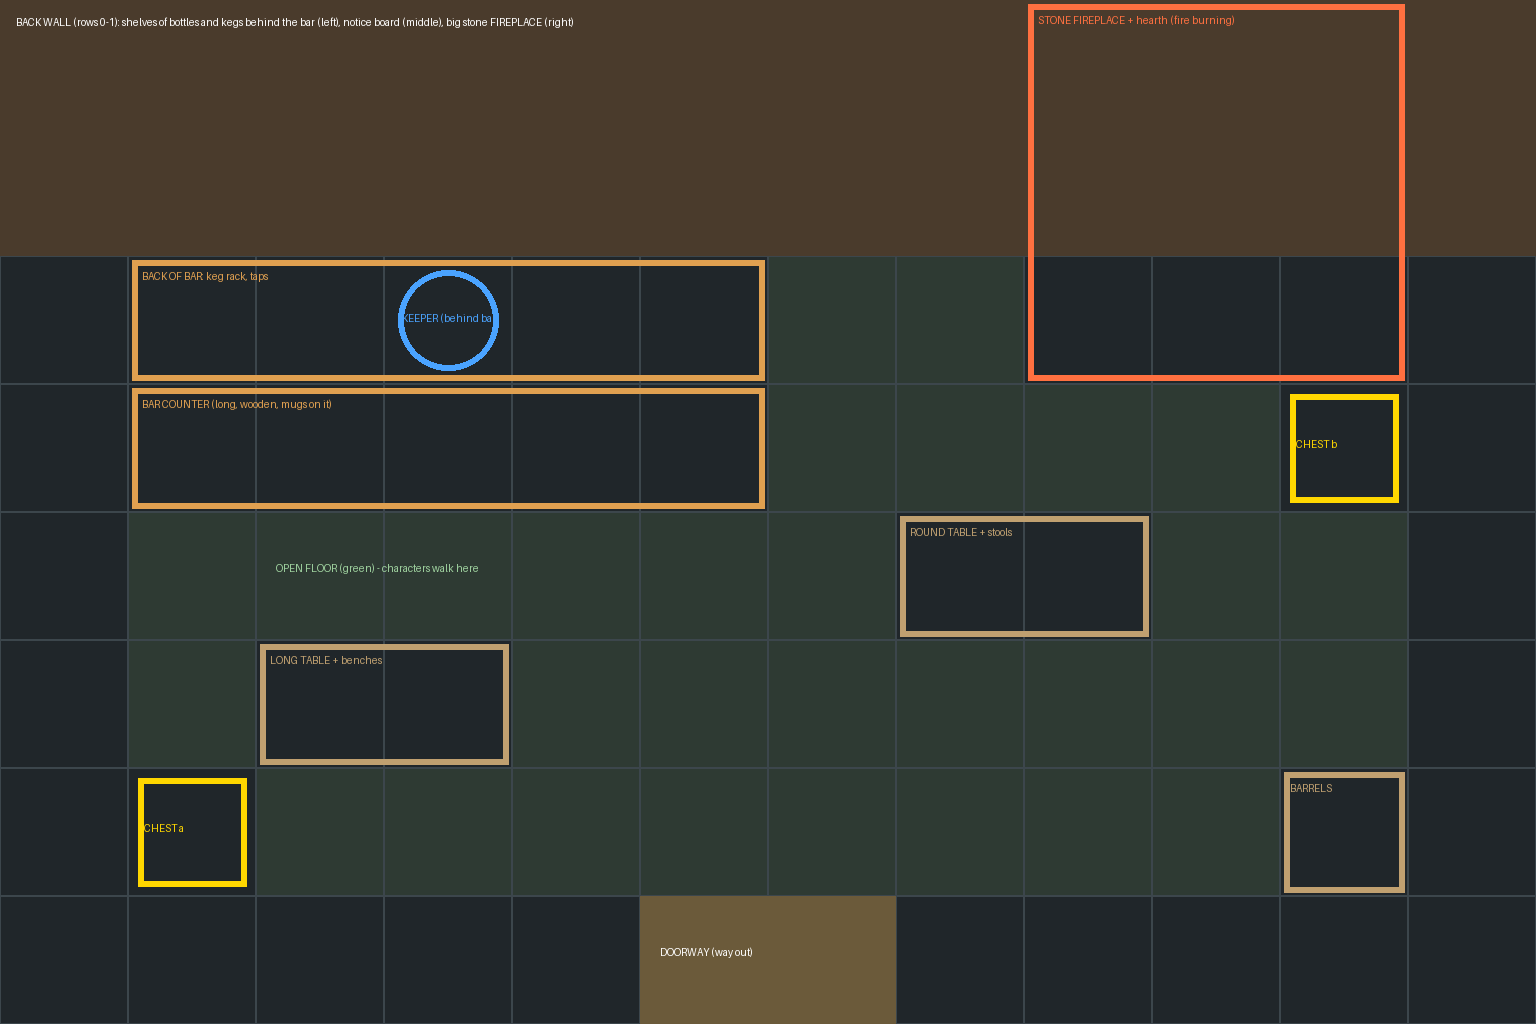 BACK WALL (rows 0-1): shelves of bottles and kegs behind the bar (left), notice board (middle), big stone FIREPLACE (right)
STONE FIREPLACE + hearth (fire burning)
BACK OF BAR: keg rack, taps
KEEPER (behind ba
BAR COUNTER (long, wooden, mugs on it)
CHEST b
ROUND TABLE + stools
OPEN FLOOR (green) - characters walk here
LONG TABLE + benches
CHEST a
BARRELS
DOORWAY (way out)